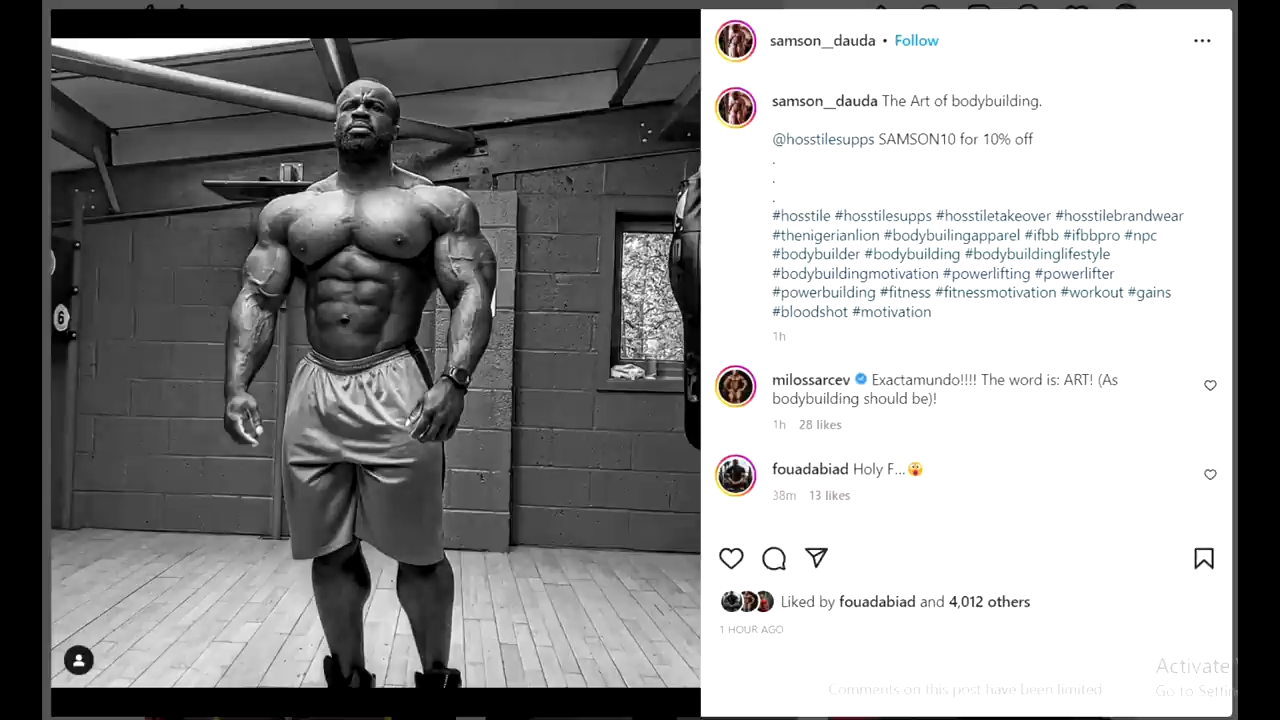 samson__dauda • Follow
samson__dauda The Art of bodybuilding.
@hosstilesupps SAMSON10 for 10% off
.
.
.
#hosstile #hosstilesupps #hosstiletakeover #hosstilebrandwear
#thenigerianlion #bodybuilingapparel #ifbb #ifbbpro #npc
#bodybuilder #bodybuilding #bodybuildinglifestyle
#bodybuildingmotivation #powerlifting #powerlifter
#powerbuilding #fitness #fitnessmotivation #workout #gains
#bloodshot #motivation
1h
milossarcev Exactamundo!!!! The word is: ART! (As
bodybuilding should be)!
1h 28 likes
fouadabiad Holy F...😱
38m 13 likes
Liked by fouadabiad and 4,012 others
1 HOUR AGO
Comments on this post have been limited
Activate
Go to Settin
6